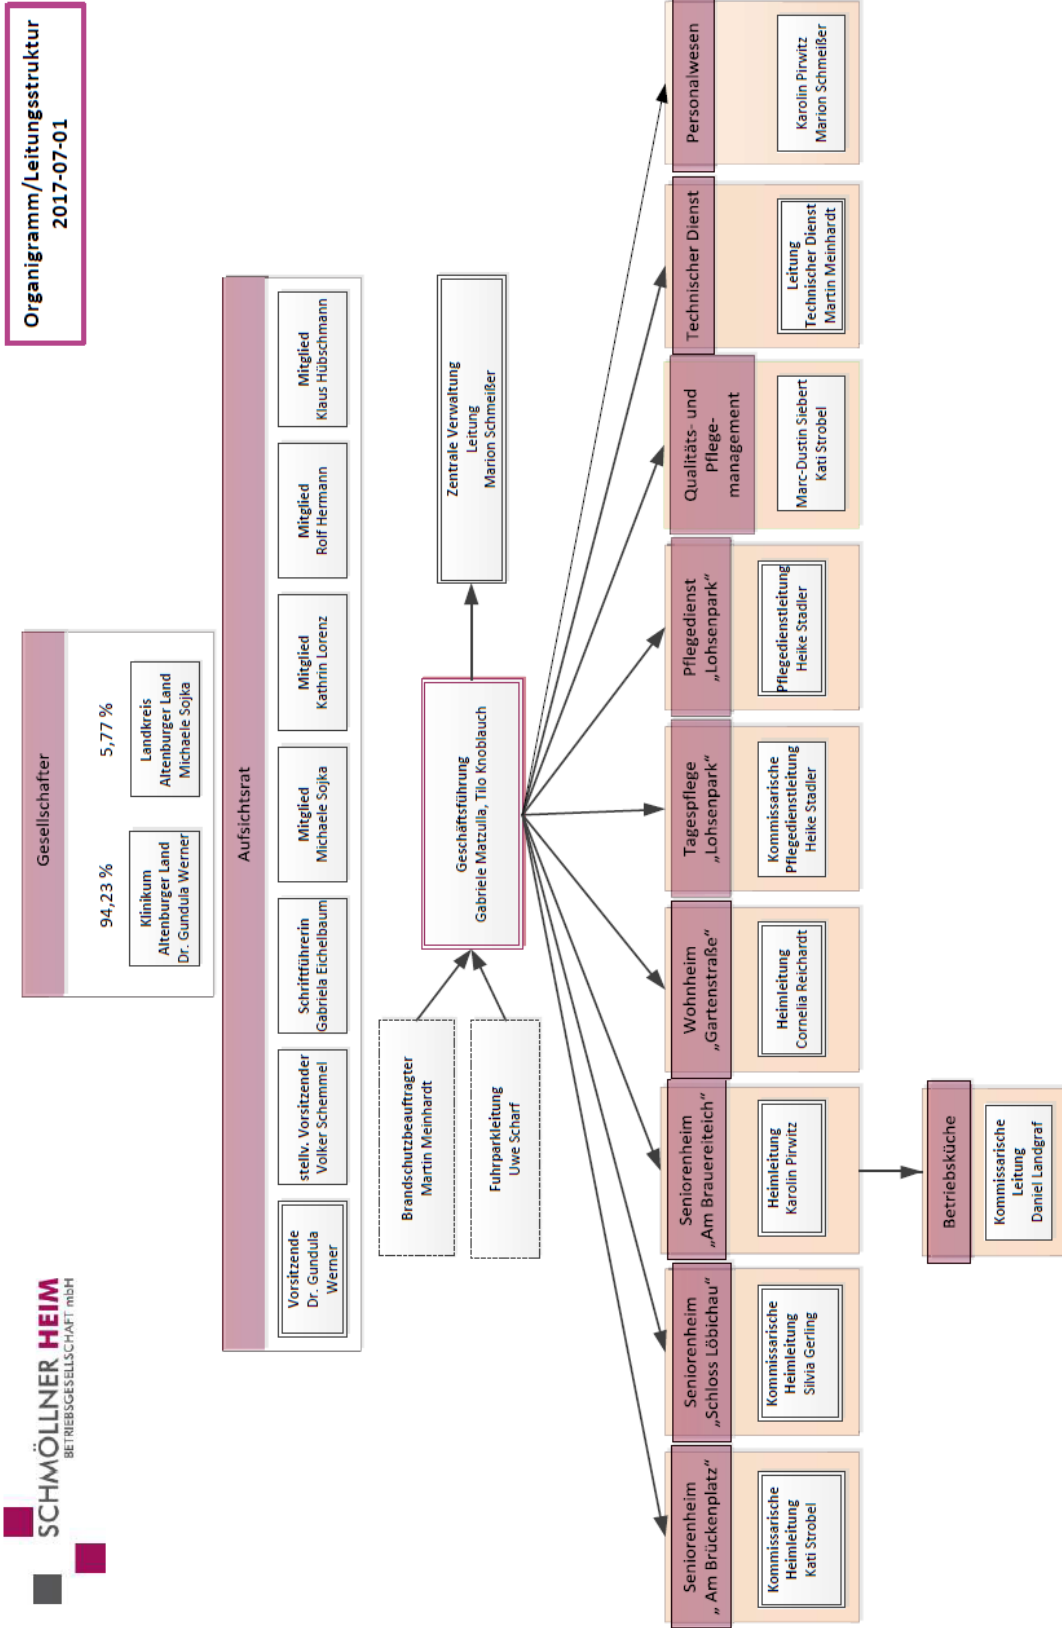 SCHMÖLLNER HEIM
BETRIEBSGESELLSCHAFT mbH
Organigramm/Leitungsstruktur
2017-07-01
Gesellschafter
94,23 %
Klinikum
Altenburger Land
Dr. Gundula Werner
5,77 %
Landkreis
Altenburger Land
Michaele Sojka
Aufsichtsrat
Vorsitzende
Dr. Gundula
Werner
stellv. Vorsitzender
Volker Schemmel
Schriftführerin
Gabriela Eichelbaum
Mitglied
Michaele Sojka
Mitglied
Kathrin Lorenz
Mitglied
Rolf Hermann
Mitglied
Klaus Hübschmann
Brandschutzbeauftragter
Martin Meinhardt
Fuhrparkleitung
Uwe Scharf
Geschäftsführung
Gabriele Matzulla, Tilo Knoblauch
Zentrale Verwaltung
Leitung
Marion Schmeißer
Seniorenheim
„ Am Brückenplatz“
Kommissarische
Heimleitung
Kati Strobel
Seniorenheim
„Schloss Löbichau“
Kommissarische
Heimleitung
Silvia Gerling
Seniorenheim
„Am Brauereiteich“
Heimleitung
Karolin Pirwitz
Wohnheim
„Gartenstraße“
Heimleitung
Cornelia Reichardt
Tagespflege
„Lohsenpark“
Kommissarische
Pflegedienstleitung
Heike Stadler
Pflegedienst
„Lohsenpark“
Pflegedienstleitung
Heike Stadler
Qualitäts- und
Pflege-
management
Marc-Dustin Siebert
Kati Strobel
Technischer Dienst
Leitung
Technischer Dienst
Martin Meinhardt
Personalwesen
Karolin Pirwitz
Marion Schmeißer
Betriebsküche
Kommissarische
Leitung
Daniel Landgraf